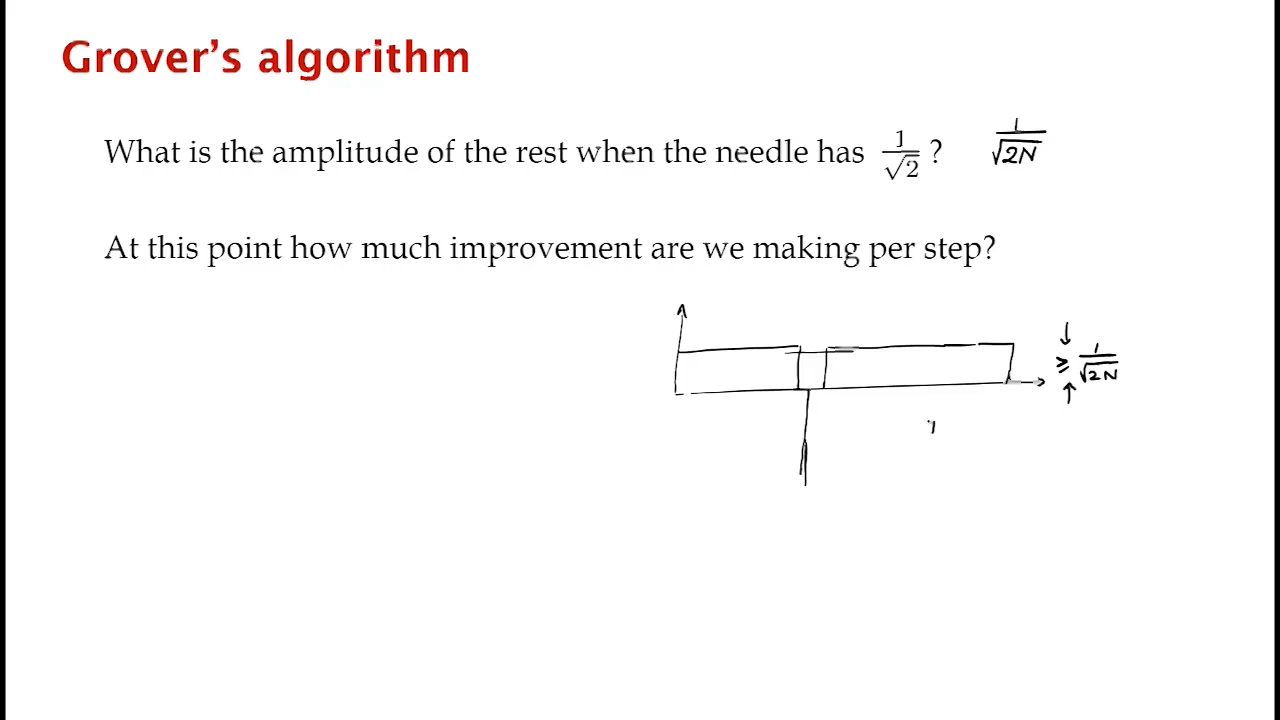 Grover's algorithm
What is the amplitude of the rest when the needle has 1/√2 ? 1/√2N
At this point how much improvement are we making per step?
≥ 1/√2N